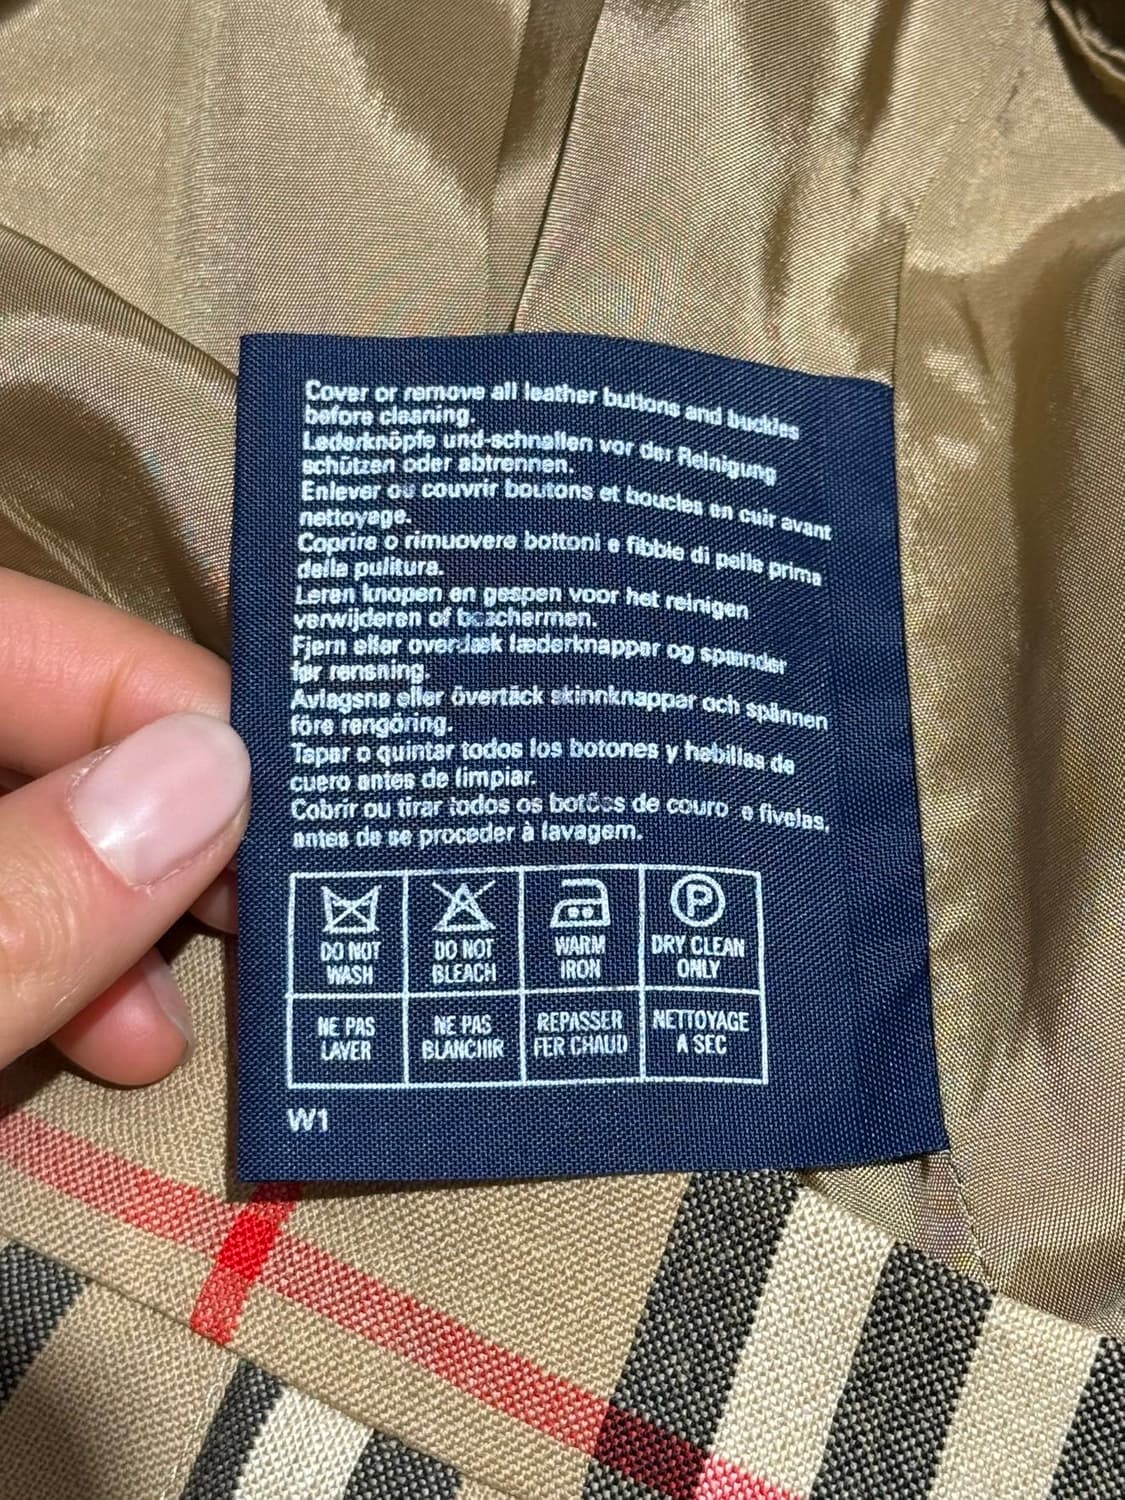 Cover or remove all leather buttons and buckles
before cleaning.
Lederknöpfe und-schnallen vor der Reinigung
schützen oder abtrennen.
Enlever ou couvrir boutons et boucles en cuir avant
nettoyage.
Coprire o rimuovere bottoni e fibbie di pelle prima
della pulitura.
Leren knopen en gespen voor het reinigen
verwijderen of beschermen.
Fjern eller overdæk læderknapper og spænder
før rensning.
Avlägsna eller övertäck skinnknappar och spännen
före rengöring.
Tapar o quintar todos los botones y hebillas de
cuero antes de limpiar.
Cobrir ou tirar todos os botões de couro e fivelas,
antes de se proceder à lavagem.
P
DO NOT WASH
DO NOT BLEACH
WARM IRON
DRY CLEAN ONLY
NE PAS LAVER
NE PAS BLANCHIR
REPASSER FER CHAUD
NETTOYAGE A SEC
W1